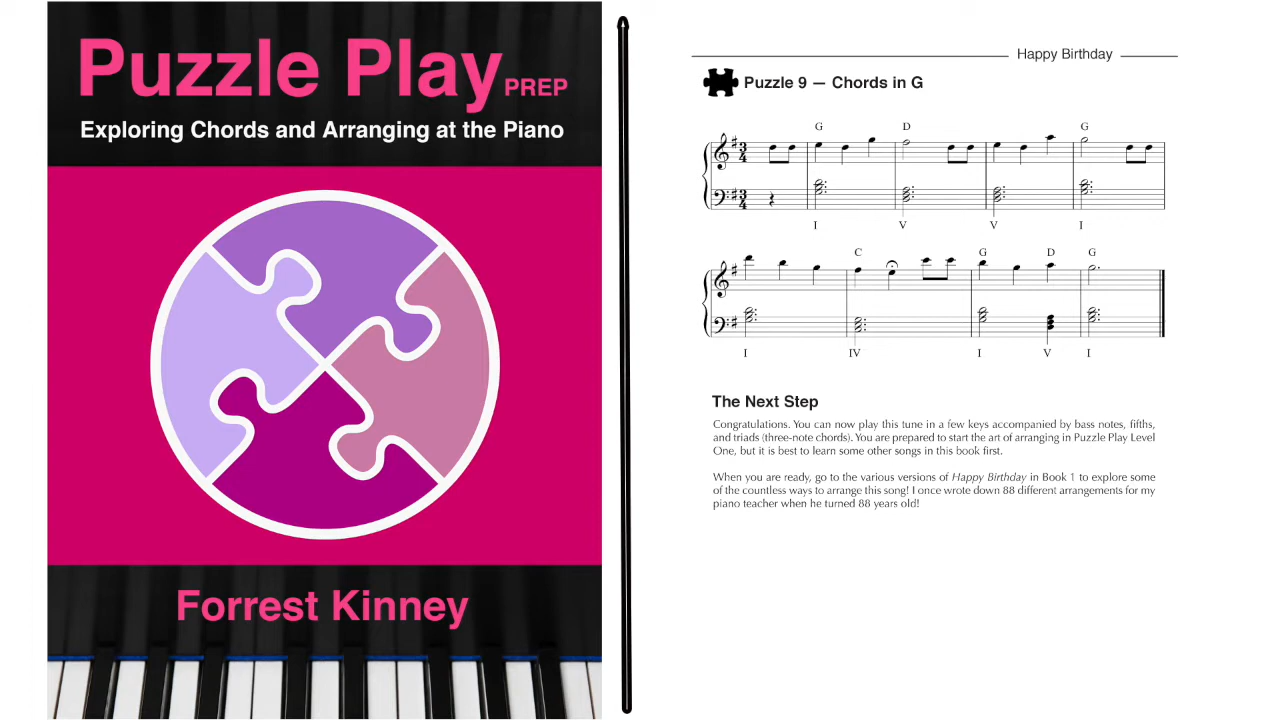 Puzzle Play PREP
Exploring Chords and Arranging at the Piano
Forrest Kinney
Happy Birthday
Puzzle 9 — Chords in G
G D G
3 4
3 4
I V V I
C G D G
I IV I V I
The Next Step
Congratulations. You can now play this tune in a few keys accompanied by bass notes, fifths,
and triads (three-note chords). You are prepared to start the art of arranging in Puzzle Play Level
One, but it is best to learn some other songs in this book first.
When you are ready, go to the various versions of Happy Birthday in Book 1 to explore some
of the countless ways to arrange this song! I once wrote down 88 different arrangements for my
piano teacher when he turned 88 years old!